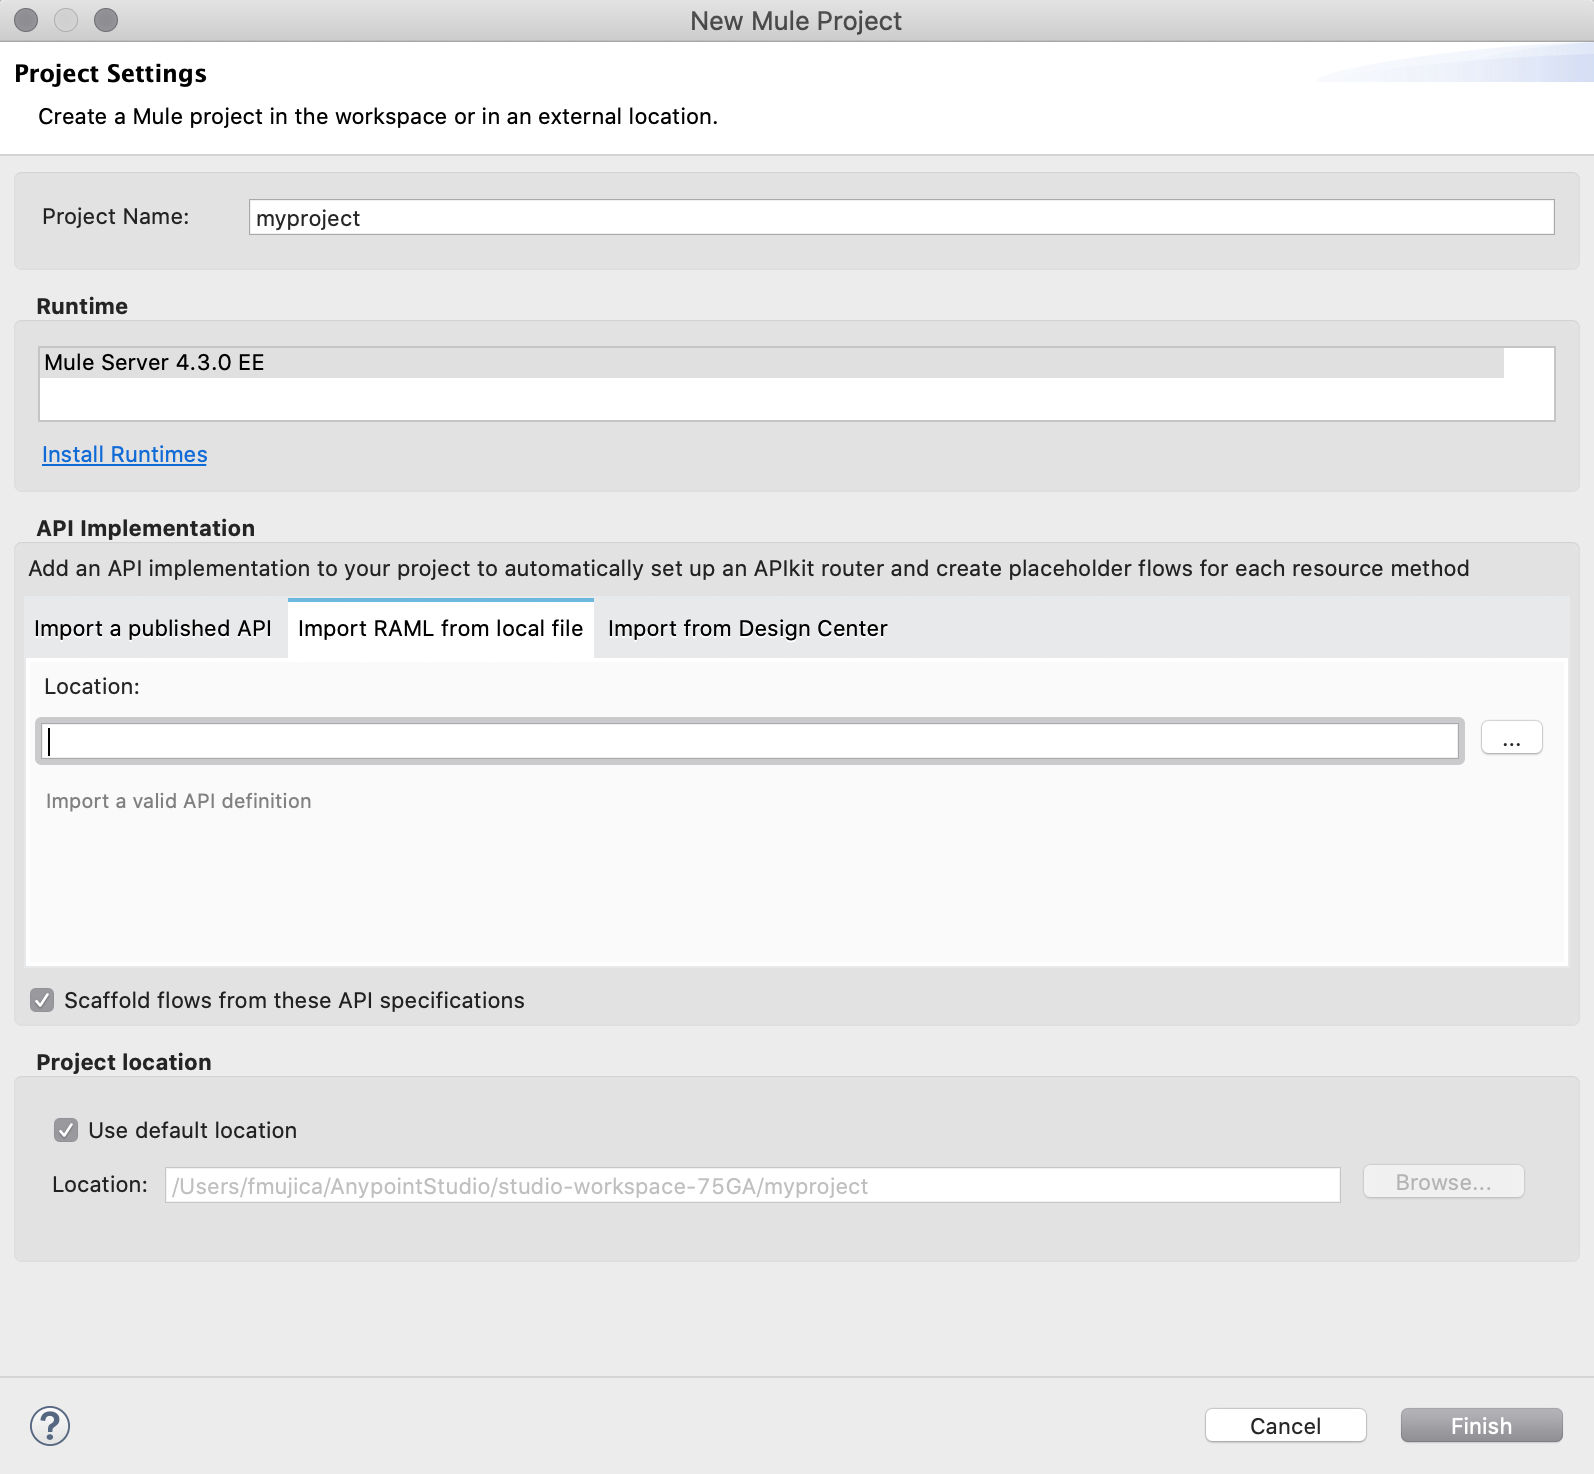 New Mule Project
Project Settings
Create a Mule project in the workspace or in an external location.
Project Name: myproject
Runtime
Mule Server 4.3.0 EE
Install Runtimes
API Implementation
Add an API implementation to your project to automatically set up an APIkit router and create placeholder flows for each resource method
Import a published API Import RAML from local file Import from Design Center
Location:
...
Import a valid API definition
Scaffold flows from these API specifications
Project location
Use default location
Location: /Users/fmujica/AnypointStudio/studio-workspace-75GA/myproject Browse...
? Cancel Finish